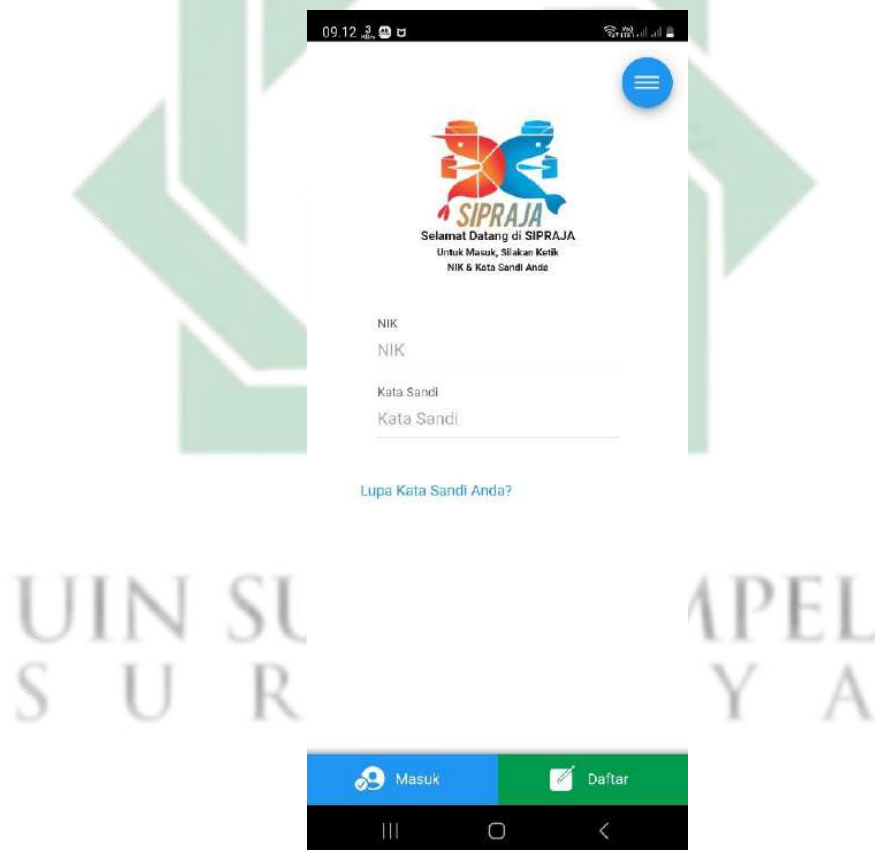 09.12
SIPRAJA
Selamat Datang di SIPRAJA
Untuk Masuk, Silakan Ketik
NIK & Kata Sandi Anda
NIK
NIK
Kata Sandi
Kata Sandi
Lupa Kata Sandi Anda?
UIN SU MPEL
S U R Y A
Masuk
Daftar